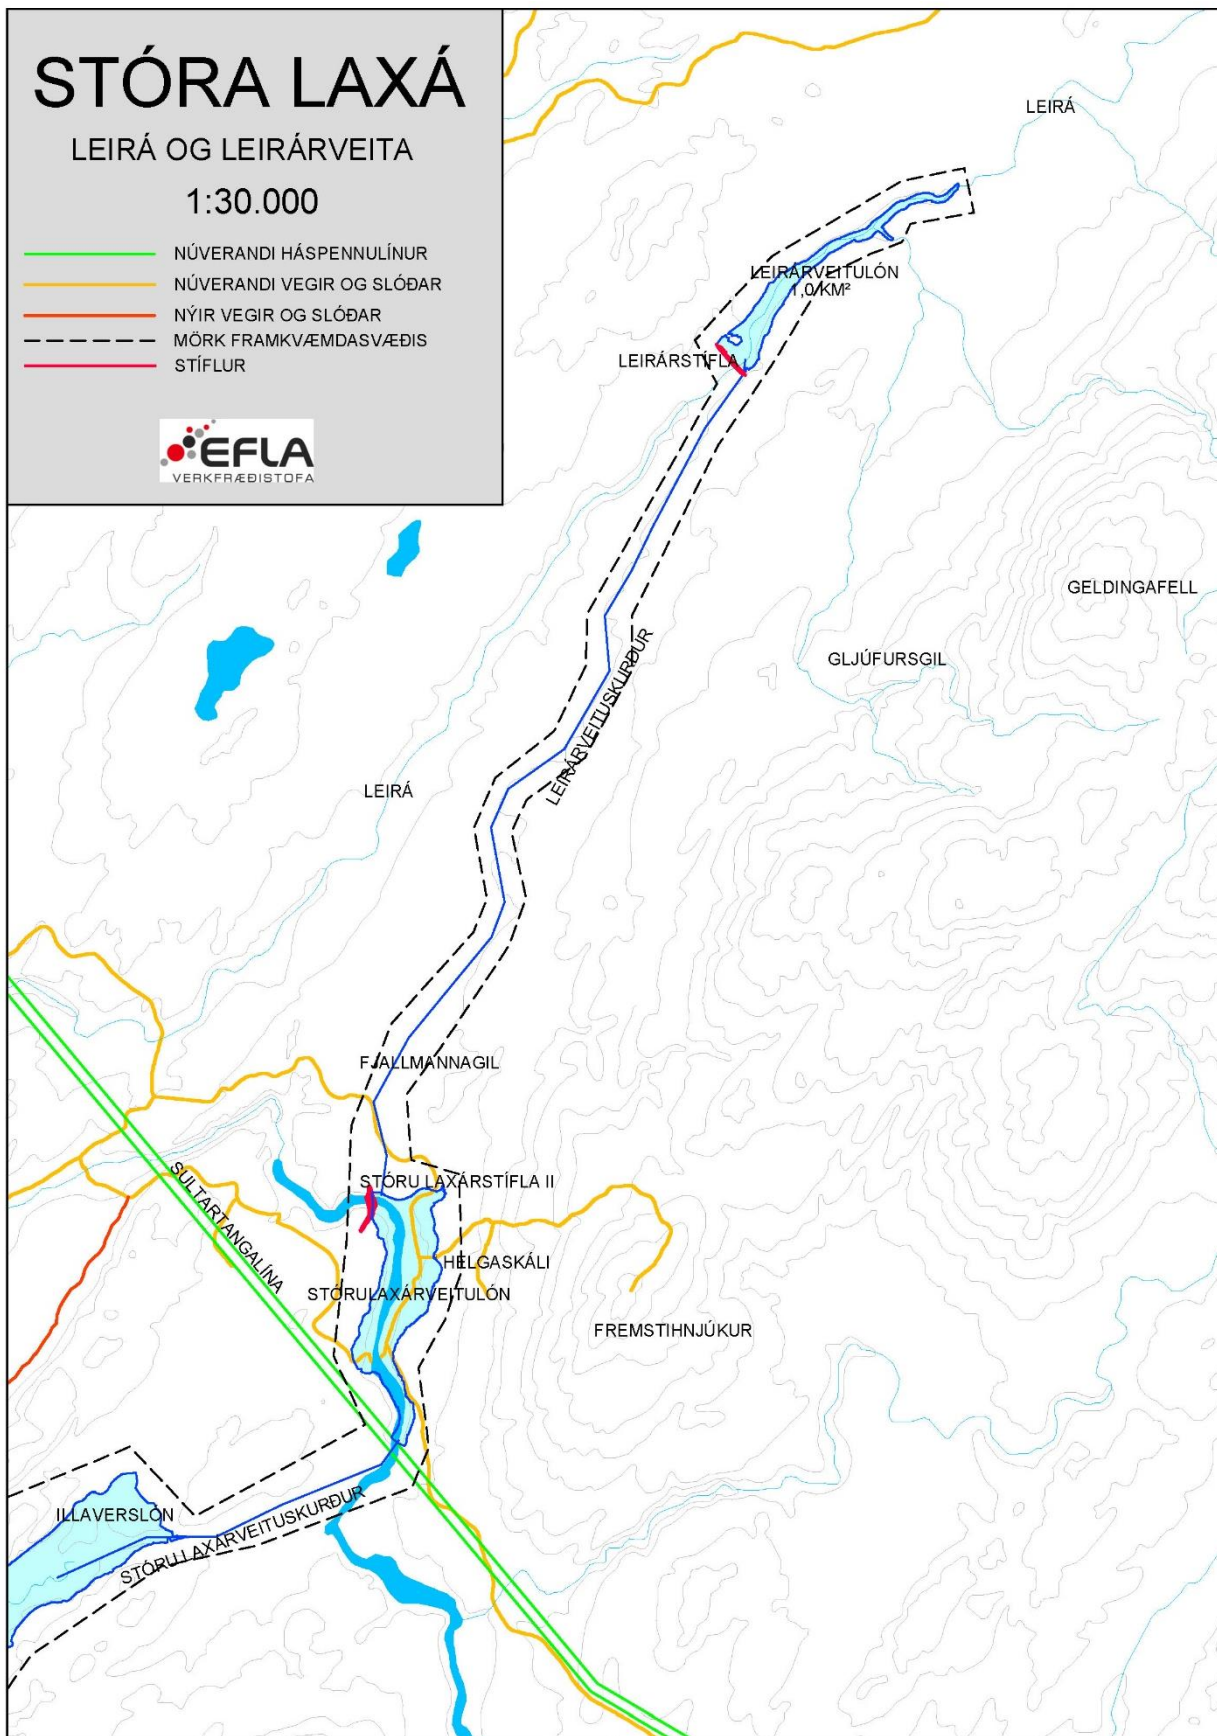 STÓRA LAXÁ
LEIRÁ OG LEIRÁRVEITA
1:30.000
NÚVERANDI HÁSPENNULÍNUR
NÚVERANDI VEGIR OG SLÓÐAR
NÝIR VEGIR OG SLÓÐAR
MÖRK FRAMKVÆMDASVÆÐIS
STÍFLUR
EFLA
VERKFRÆÐISTOFA
LEIRÁ
LEIRÁRVEITULÓN
1,0 KM²
LEIRÁRSTÍFLA
GELDINGAFELL
GLJÚFURSGIL
LEIRÁRVEITUSKURÐUR
LEIRÁ
FJALLMANNAGIL
STÓRU LAXÁRSTÍFLA II
SULTARTANGALÍNA
HELGASKÁLI
STÓRULAXÁRVEITULÓN
FREMSTIHNJÚKUR
ILLAVERSLÓN
STÓRU LAXÁRVEITUSKURÐUR